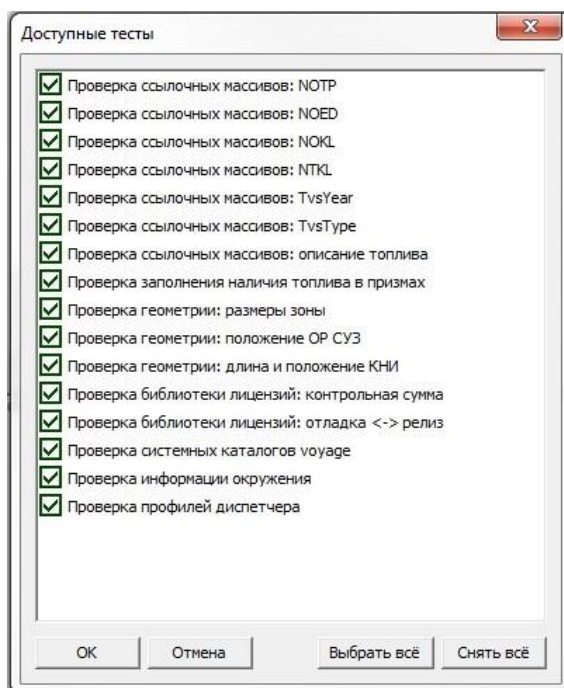 Доступные тесты
Проверка ссылочных массивов: NOTP
Проверка ссылочных массивов: NOED
Проверка ссылочных массивов: NOKL
Проверка ссылочных массивов: NTKL
Проверка ссылочных массивов: TvsYear
Проверка ссылочных массивов: TvsType
Проверка ссылочных массивов: описание топлива
Проверка заполнения наличия топлива в призмах
Проверка геометрии: размеры зоны
Проверка геометрии: положение ОР СУЗ
Проверка геометрии: длина и положение КНИ
Проверка библиотеки лицензий: контрольная сумма
Проверка библиотеки лицензий: отладка <-> релиз
Проверка системных каталогов voyage
Проверка информации окружения
Проверка профилей диспетчера
ОК Отмена Выбрать всё Снять всё